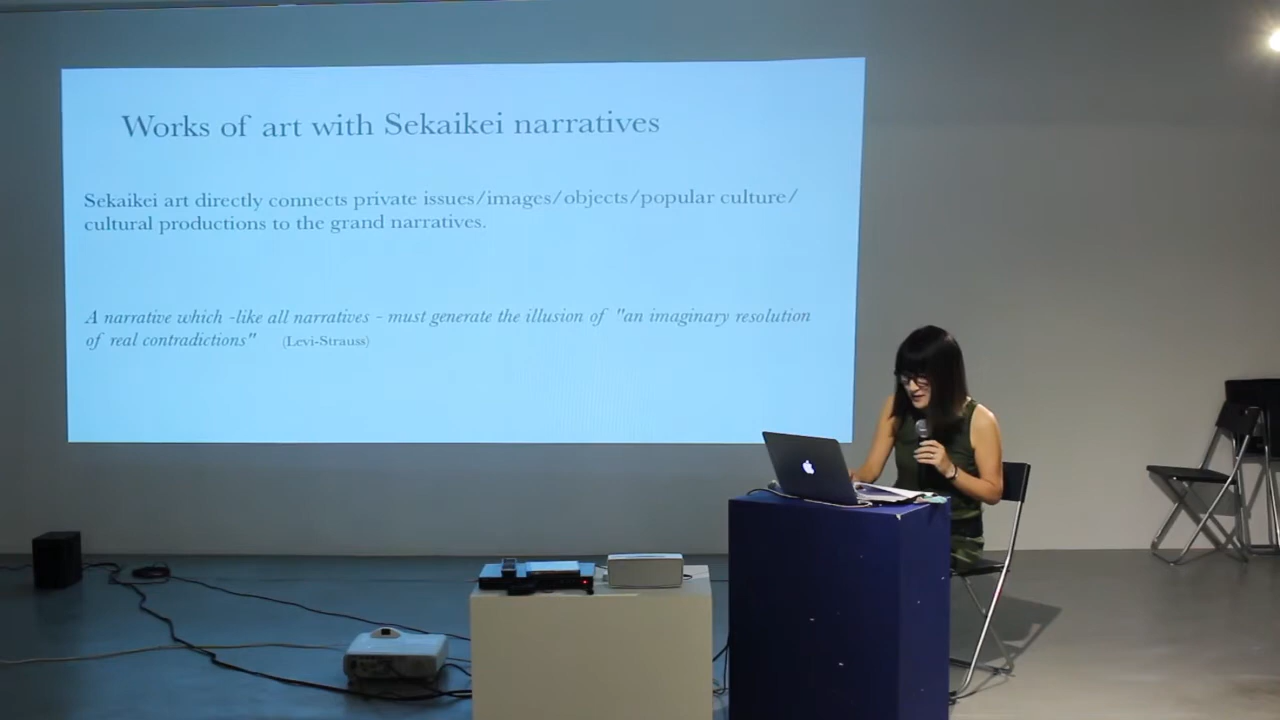 Works of art with Sekaikei narratives
Sekaikei art directly connects private issues/images/objects/popular culture/
cultural productions to the grand narratives.
A narrative which -like all narratives - must generate the illusion of "an imaginary resolution
of real contradictions" (Levi-Strauss)